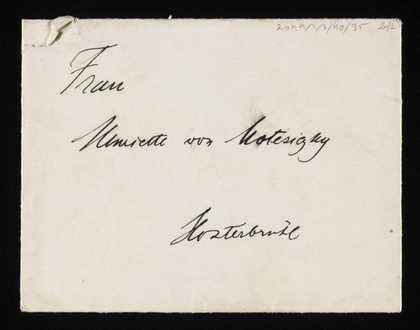 Frau
Henriette von Motesiczky
Hinterbrühl